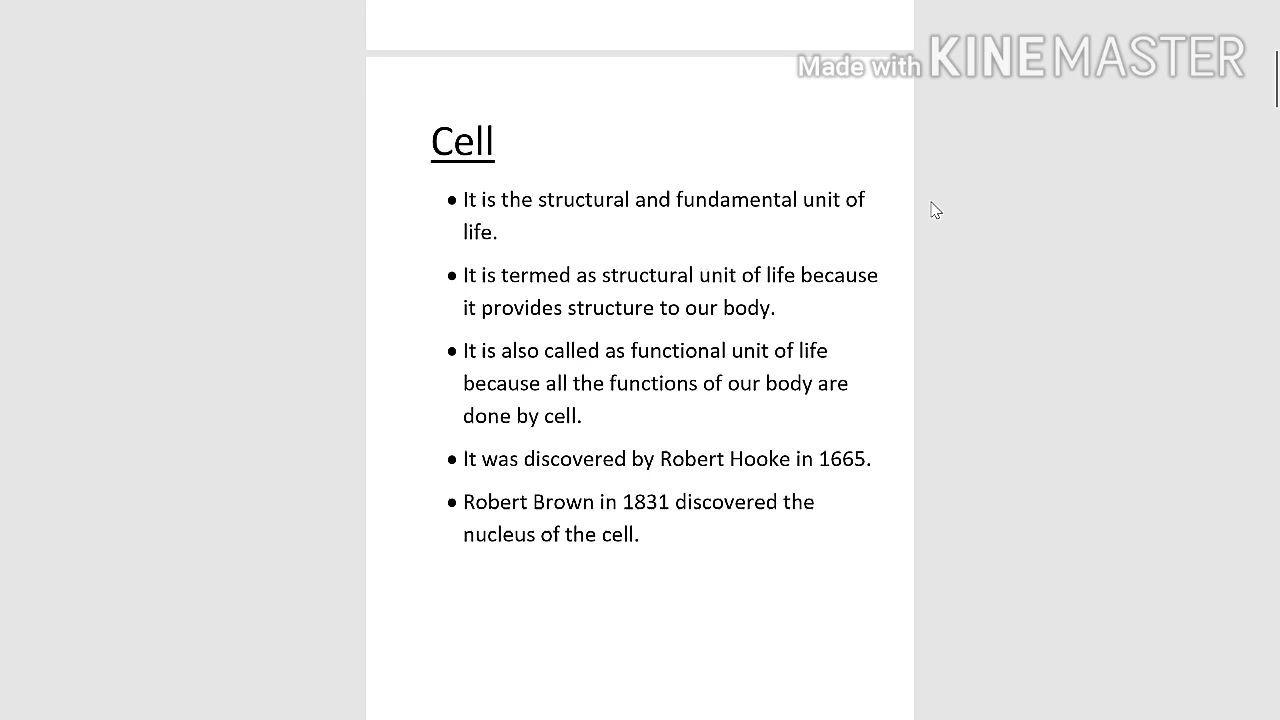 Made with KINEMASTER
Cell
• It is the structural and fundamental unit of
life.
• It is termed as structural unit of life because
it provides structure to our body.
• It is also called as functional unit of life
because all the functions of our body are
done by cell.
• It was discovered by Robert Hooke in 1665.
• Robert Brown in 1831 discovered the
nucleus of the cell.